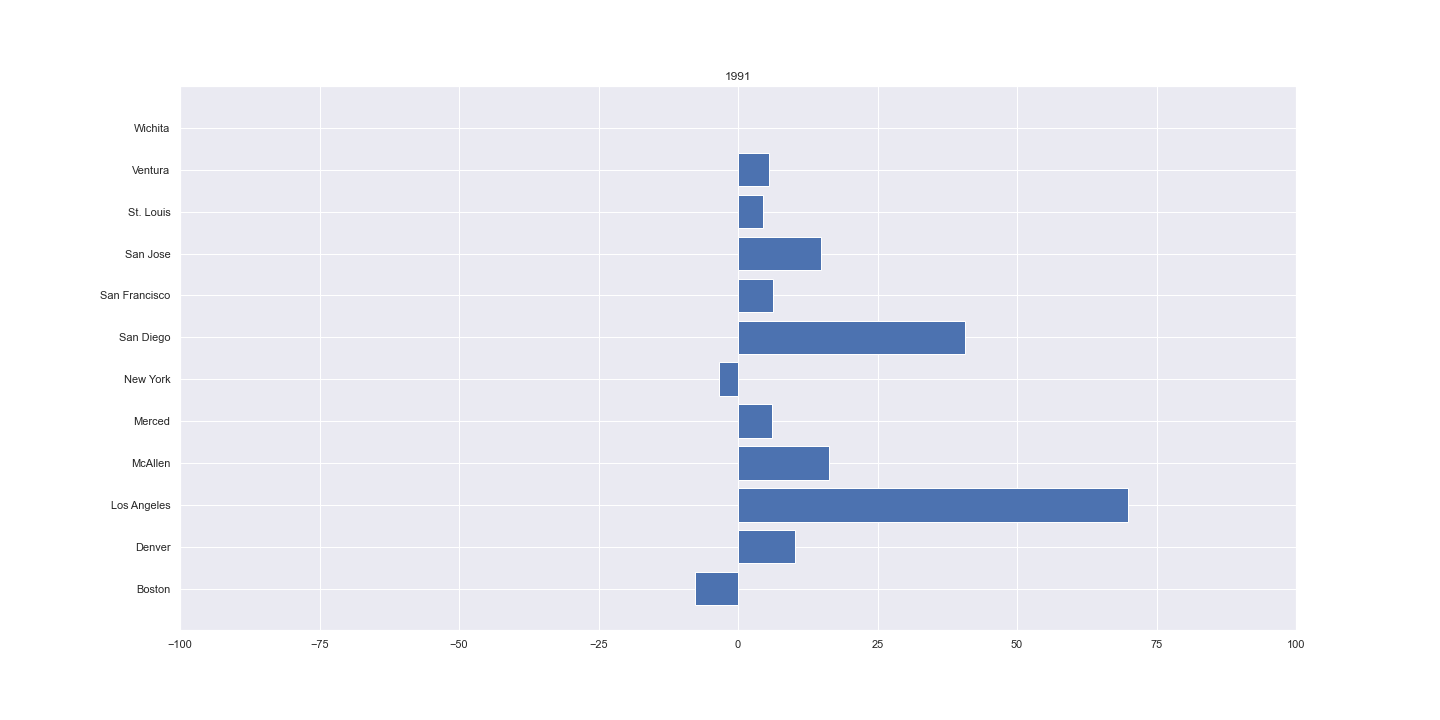 1991
Wichita
Ventura
St. Louis
San Jose
San Francisco
San Diego
New York
Merced
McAllen
Los Angeles
Denver
Boston
−100 −75 −50 −25 0 25 50 75 100